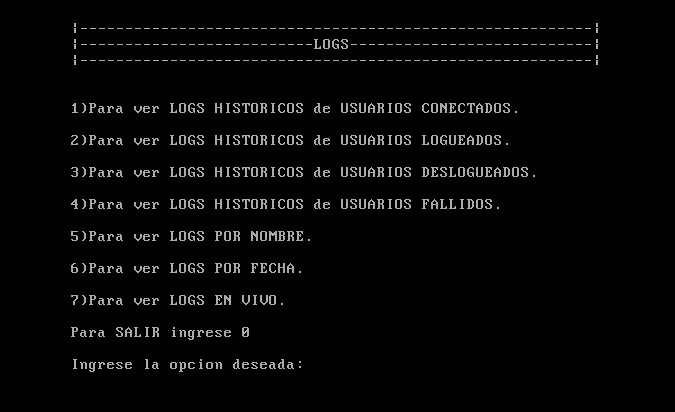 ¦---------------------------------------------------------¦
¦--------------------------LOGS---------------------------¦
¦---------------------------------------------------------¦
1)Para ver LOGS HISTORICOS de USUARIOS CONECTADOS.
2)Para ver LOGS HISTORICOS de USUARIOS LOGUEADOS.
3)Para ver LOGS HISTORICOS de USUARIOS DESLOGUEADOS.
4)Para ver LOGS HISTORICOS de USUARIOS FALLIDOS.
5)Para ver LOGS POR NOMBRE.
6)Para ver LOGS POR FECHA.
7)Para ver LOGS EN VIVO.
Para SALIR ingrese 0
Ingrese la opcion deseada: